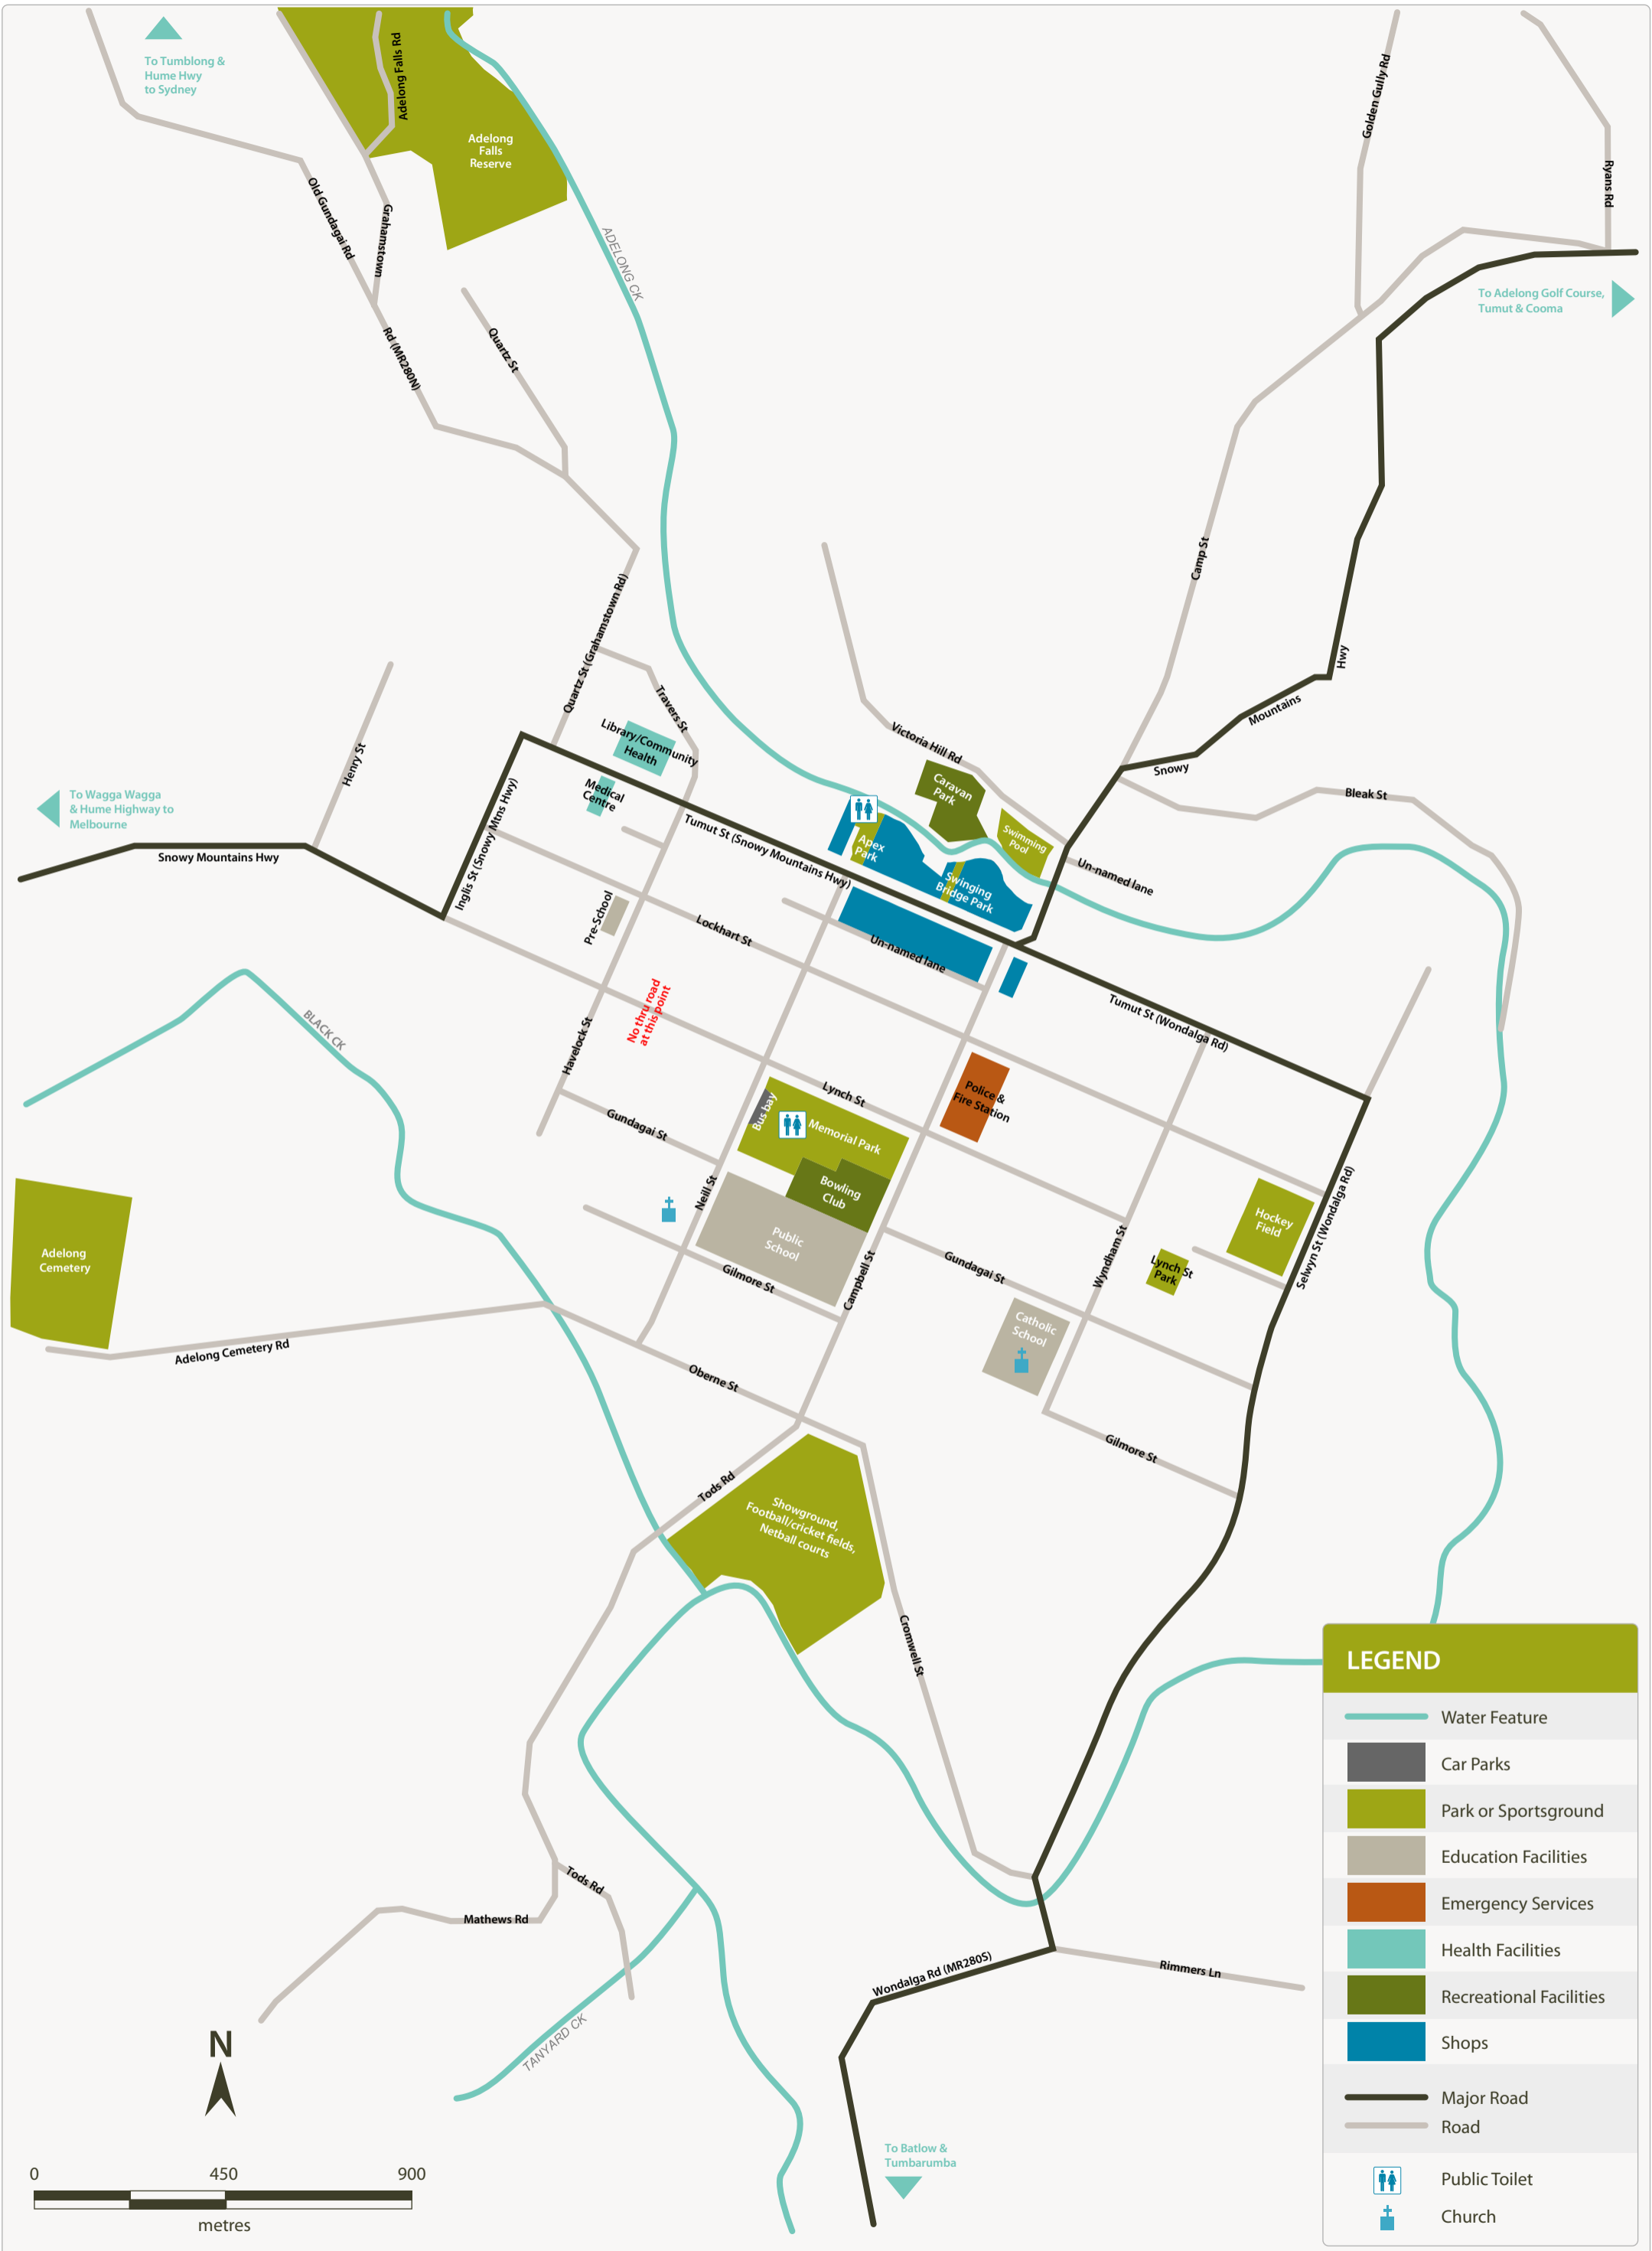 To Tumblong &
Hume Hwy
to Sydney
Adelong Falls Rd
Adelong
Falls
Reserve
Golden Gully Rd
Ryans Rd
Old Gundagai Rd
Grahamstown
ADELONG CK
To Adelong Golf Course,
Tumut & Cooma
Rd (MR280N)
Quartz St
Camp St
Quartz St (Grahamstown Rd)
Hwy
Mountains
Snowy
Travers St
Library/Community
Health
Victoria Hill Rd
Henry St
Medical
Centre
Caravan
Park
Bleak St
To Wagga Wagga
& Hume Highway to
Melbourne
Snowy Mountains Hwy
Inglis St (Snowy Mtns Hwy)
Tumut St (Snowy Mountains Hwy)
Apex
Park
Swimming
Pool
Swinging
Bridge Park
Un-named lane
Pre-School
Lockhart St
Un-named lane
Tumut St (Wondalga Rd)
No thru road
at this point
BLACK CK
Havelock St
Lynch St
Police &
Fire Station
Gundagai St
Bus bay
Memorial Park
Bowling
Club
Neill St
Public
School
Hockey
Field
Selwyn St (Wondalga Rd)
Adelong
Cemetery
Gilmore St
Campbell St
Gundagai St
Wyndham St
Lynch St
Park
Adelong Cemetery Rd
Catholic
School
Oberne St
Gilmore St
Tods Rd
Showground,
Football/cricket fields,
Netball courts
Cromwell St
Tods Rd
Mathews Rd
Wondalga Rd (MR280S)
Rimmers Ln
TANYARD CK
To Batlow &
Tumbarumba
N
0 450 900
metres
LEGEND
Water Feature
Car Parks
Park or Sportsground
Education Facilities
Emergency Services
Health Facilities
Recreational Facilities
Shops
Major Road
Road
Public Toilet
Church